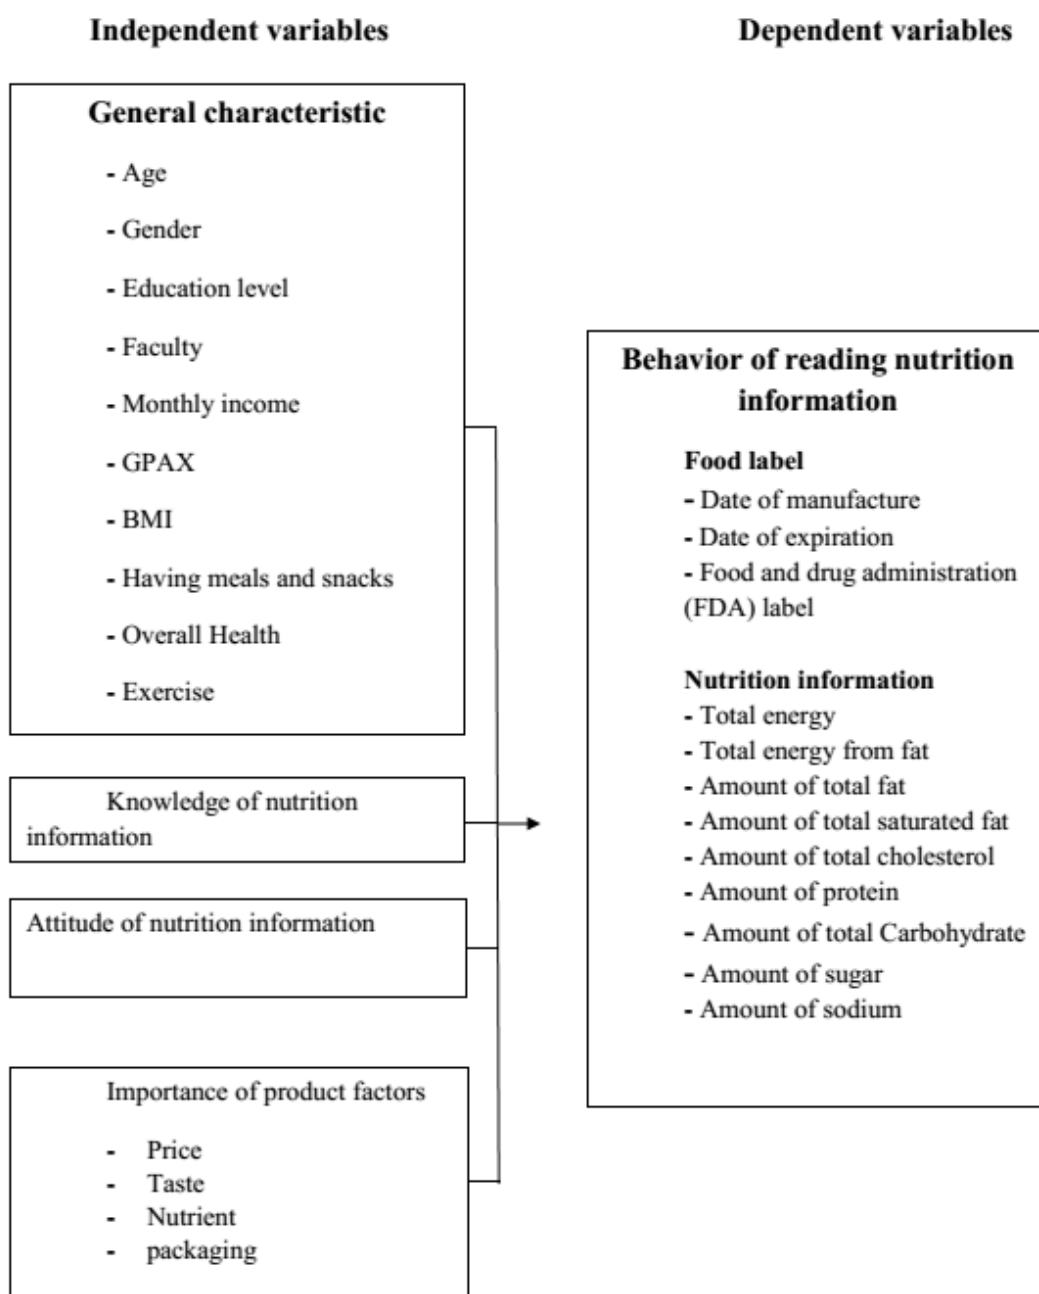 Independent variables
Dependent variables
General characteristic
- Age
- Gender
- Education level
- Faculty
- Monthly income
- GPAX
- BMI
- Having meals and snacks
- Overall Health
- Exercise
Knowledge of nutrition
information
Attitude of nutrition information
Importance of product factors
- Price
- Taste
- Nutrient
- packaging
Behavior of reading nutrition
information
Food label
- Date of manufacture
- Date of expiration
- Food and drug administration
(FDA) label
Nutrition information
- Total energy
- Total energy from fat
- Amount of total fat
- Amount of total saturated fat
- Amount of total cholesterol
- Amount of protein
- Amount of total Carbohydrate
- Amount of sugar
- Amount of sodium